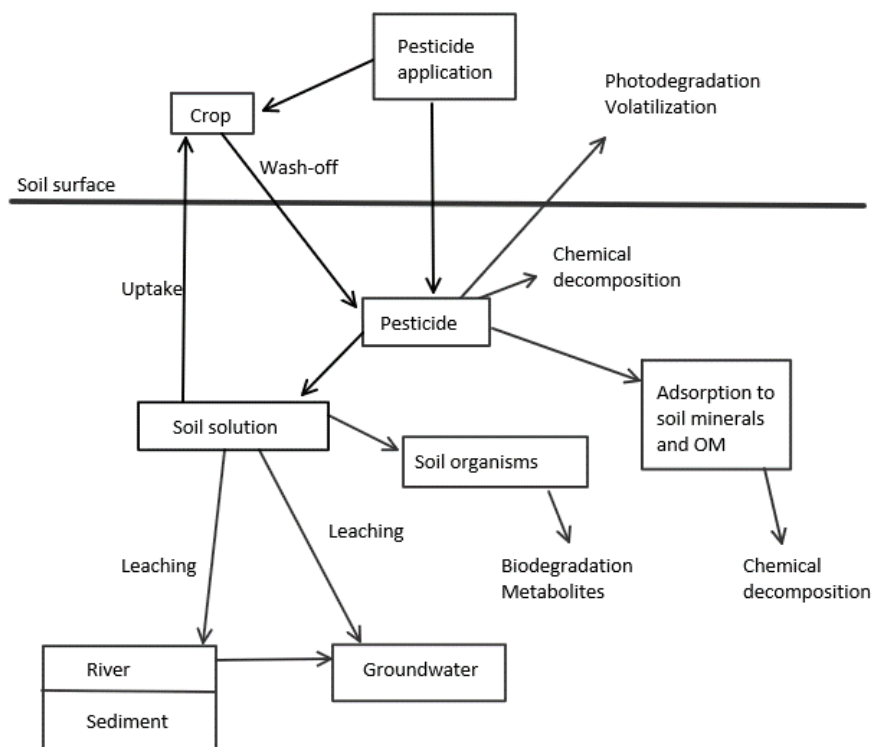 Pesticide
application
Photodegradation
Volatilization
Crop
Wash-off
Soil surface
Chemical
decomposition
Uptake
Pesticide
Adsorption to
soil minerals
and OM
Soil solution
Soil organisms
Leaching
Leaching
Biodegradation
Metabolites
Chemical
decomposition
River
Groundwater
Sediment